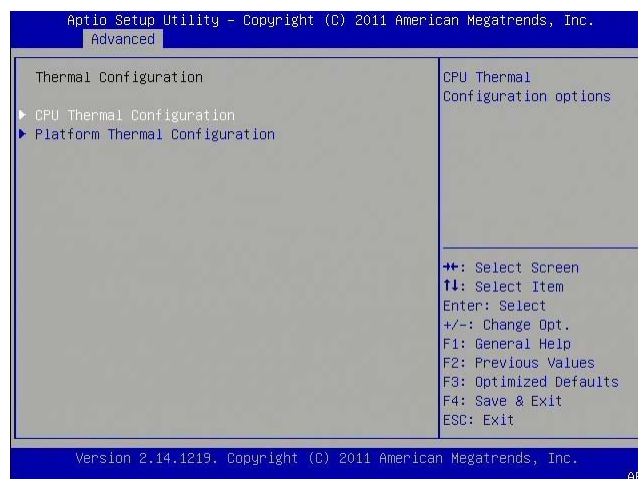 Aptio Setup Utility – Copyright (C) 2011 American Megatrends, Inc.
Advanced
Thermal Configuration
CPU Thermal Configuration
Platform Thermal Configuration
CPU Thermal
Configuration options
→←: Select Screen
↑↓: Select Item
Enter: Select
+/-: Change Opt.
F1: General Help
F2: Previous Values
F3: Optimized Defaults
F4: Save & Exit
ESC: Exit
Version 2.14.1219. Copyright (C) 2011 American Megatrends, Inc.